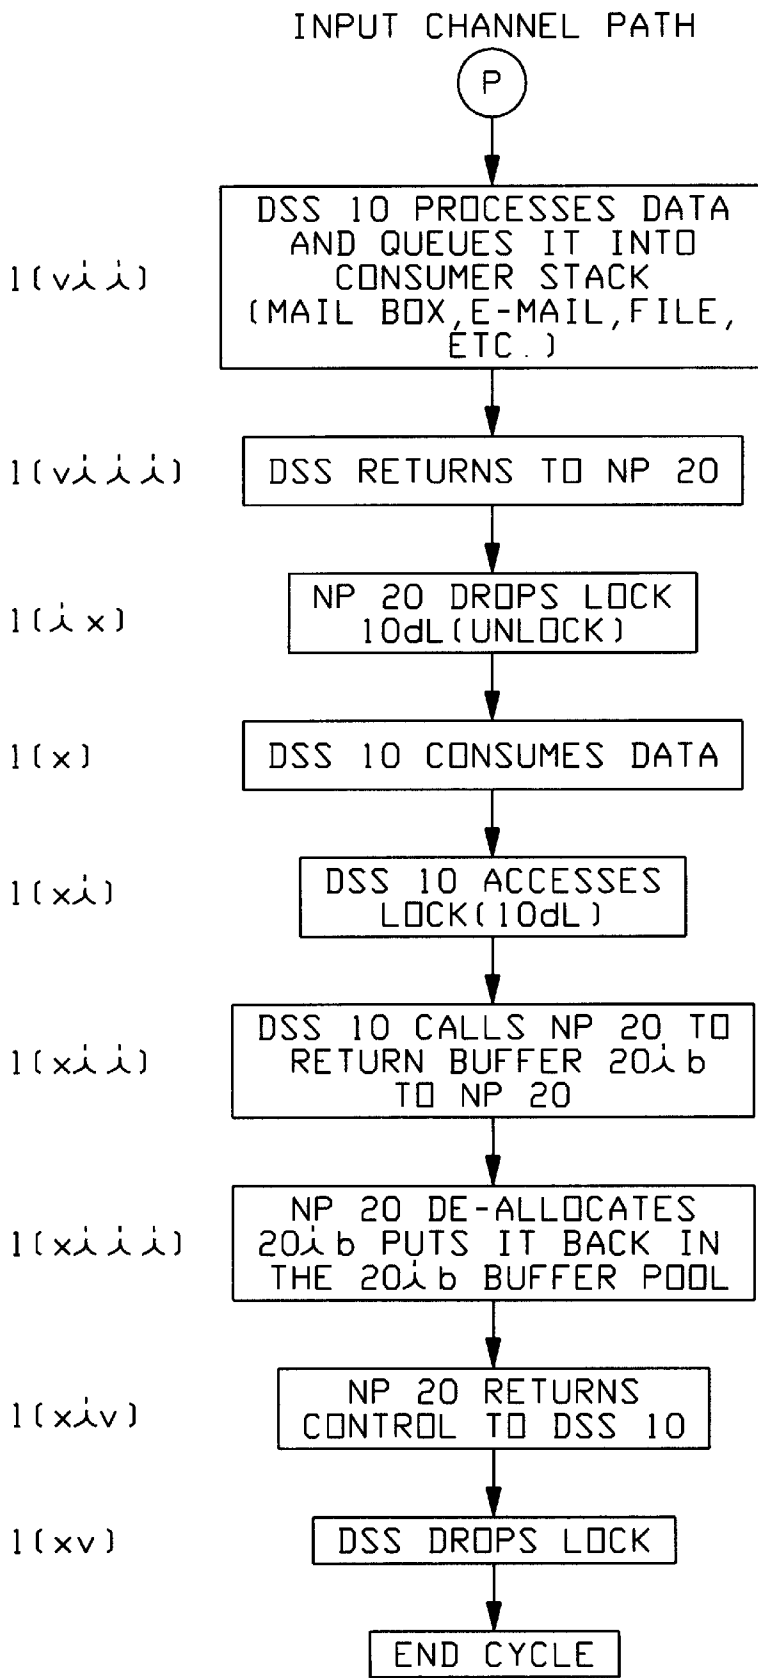 INPUT CHANNEL PATH
P
1(vii)
DSS 10 PROCESSES DATA
AND QUEUES IT INTO
CONSUMER STACK
(MAIL BOX,E-MAIL,FILE,
ETC.)
1(viii)
DSS RETURNS TO NP 20
1(ix)
NP 20 DROPS LOCK
10dL(UNLOCK)
1(x)
DSS 10 CONSUMES DATA
1(xi)
DSS 10 ACCESSES
LOCK(10dL)
1(xii)
DSS 10 CALLS NP 20 TO
RETURN BUFFER 20ib
TO NP 20
1(xiii)
NP 20 DE-ALLOCATES
20ib PUTS IT BACK IN
THE 20ib BUFFER POOL
1(xiv)
NP 20 RETURNS
CONTROL TO DSS 10
1(xv)
DSS DROPS LOCK
END CYCLE